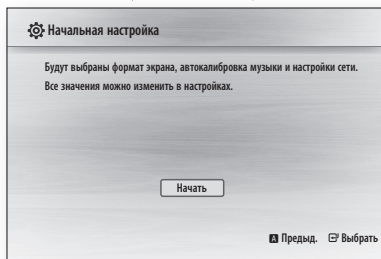 Начальная настройка
Будут выбраны формат экрана, автокалибровка музыки и настройки сети.
Все значения можно изменить в настройках.
Начать
A Предыд. Выбрать